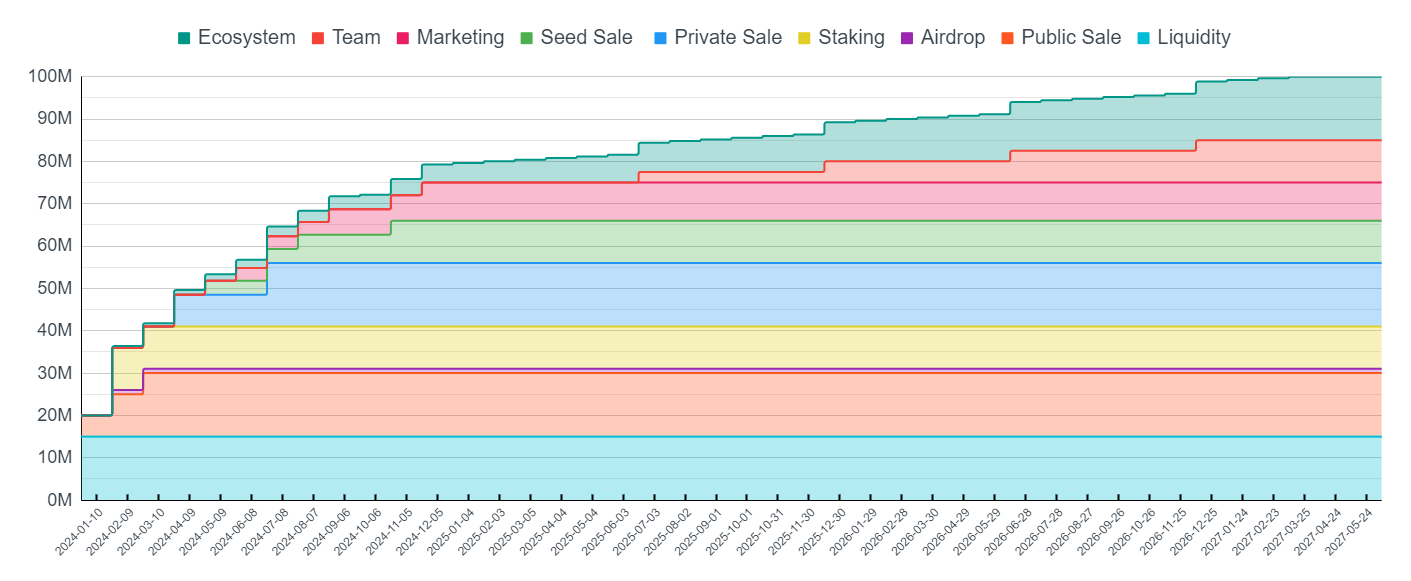 Ecosystem Team Marketing Seed Sale Private Sale Staking Airdrop Public Sale Liquidity
100M
90M
80M
70M
60M
50M
40M
30M
20M
10M
0M
2024-01-10 2024-02-09 2024-03-10 2024-04-09 2024-05-09 2024-06-08 2024-07-08 2024-08-07 2024-09-06 2024-10-06 2024-11-05 2024-12-05 2025-01-04 2025-02-03 2025-03-05 2025-04-04 2025-05-04 2025-06-03 2025-07-03 2025-08-02 2025-09-01 2025-10-01 2025-10-31 2025-11-30 2025-12-30 2026-01-29 2026-02-28 2026-03-30 2026-04-29 2026-05-29 2026-06-28 2026-07-28 2026-08-27 2026-09-26 2026-10-26 2026-11-25 2026-12-25 2027-01-24 2027-02-23 2027-03-25 2027-04-24 2027-05-24